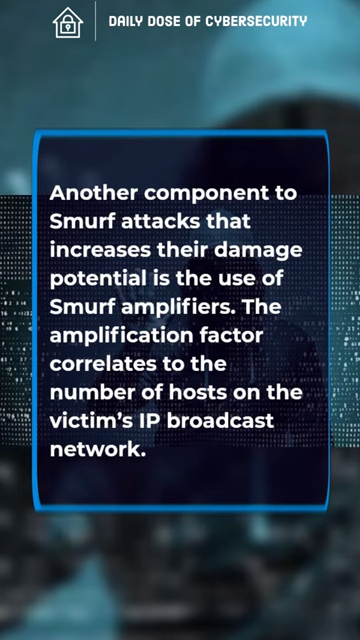 DAILY DOSE OF CYBERSECURITY
Another component to
Smurf attacks that
increases their damage
potential is the use of
Smurf amplifiers. The
amplification factor
correlates to the
number of hosts on the
victim's IP broadcast
network.